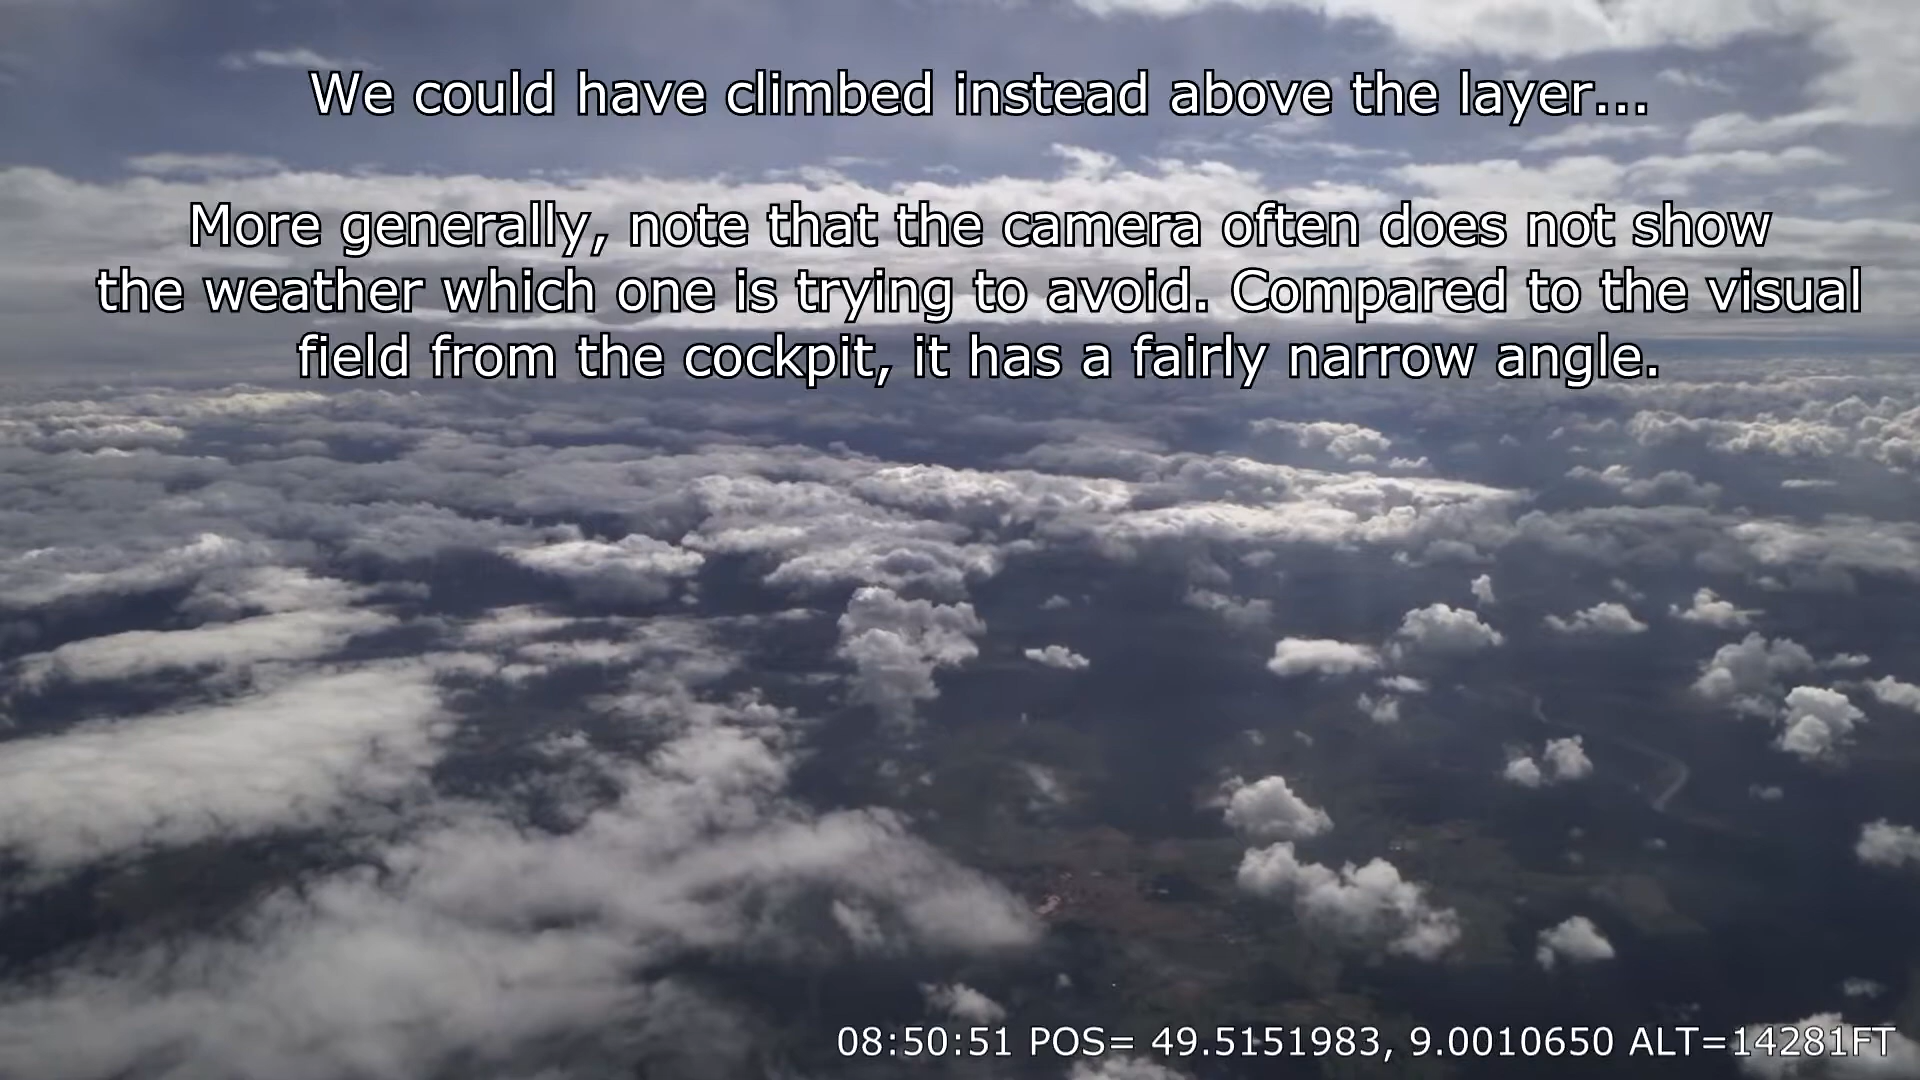 We could have climbed instead above the layer...
More generally, note that the camera often does not show
the weather which one is trying to avoid. Compared to the visual
field from the cockpit, it has a fairly narrow angle.
08:50:51 POS= 49.5151983, 9.0010650 ALT=14281FT